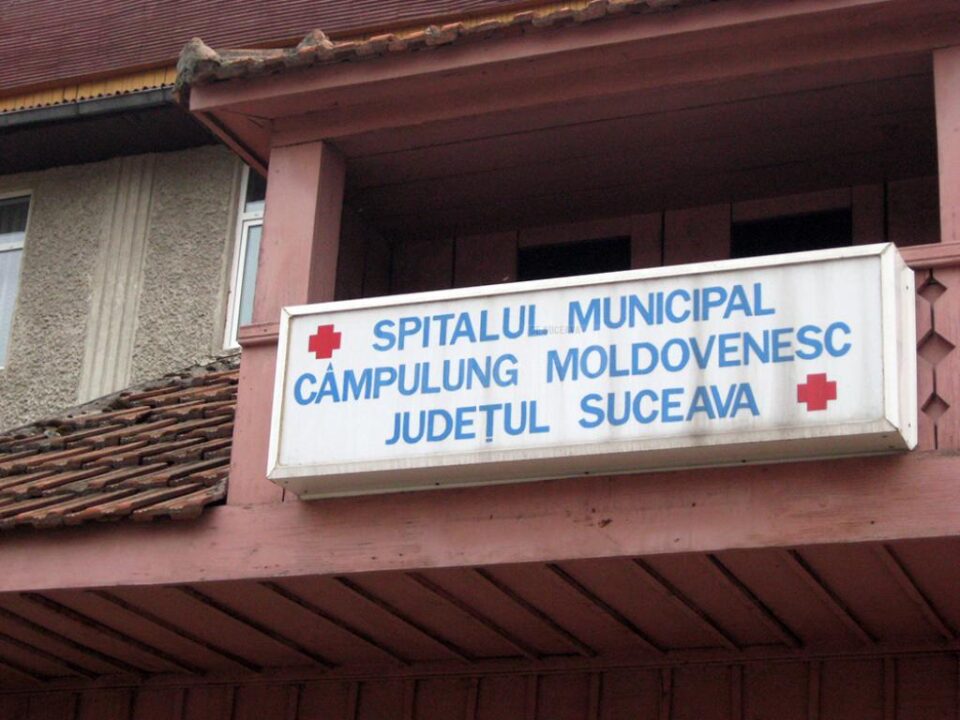 SPITALUL MUNICIPAL
CÂMPULUNG MOLDOVENESC
JUDEȚUL SUCEAVA